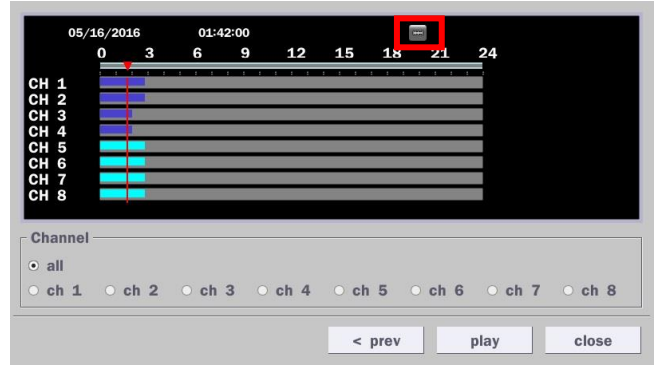 05/16/2016 01:42:00
0 3 6 9 12 15 18 21 24
CH 1
CH 2
CH 3
CH 4
CH 5
CH 6
CH 7
CH 8
Channel
all
ch 1 ch 2 ch 3 ch 4 ch 5 ch 6 ch 7 ch 8
< prev play close